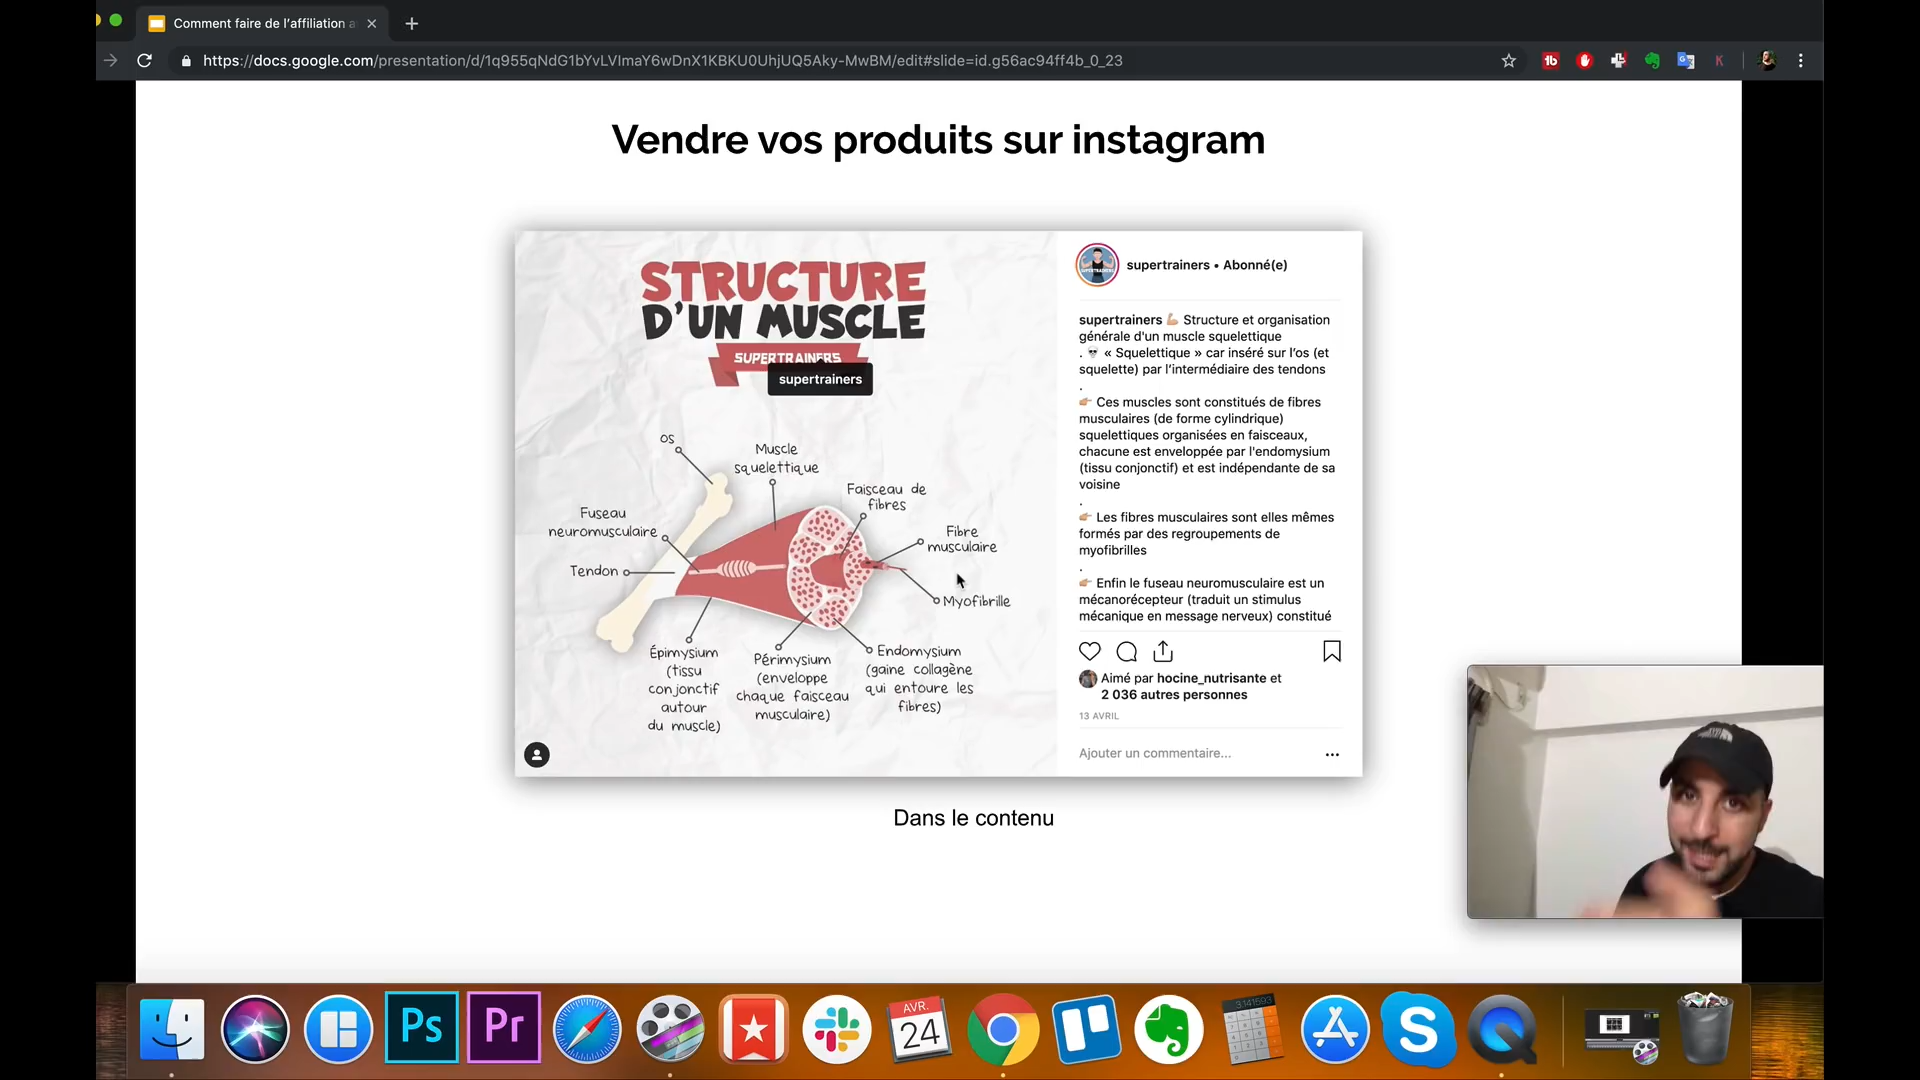 Comment faire de l'affiliation a
https://docs.google.com/presentation/d/1q955qNdG1bYvLVImaY6wDnX1KBKU0UhjUQ5Aky-MwBM/edit#slide=id.g56ac94ff4b_0_23
Vendre vos produits sur instagram
STRUCTURE
D'UN MUSCLE
SUPERTRAINERS
supertrainers
Os
Muscle
squelettique
Faisceau de
fibres
Fuseau
neuromusculaire
Fibre
musculaire
Tendon
Myofibrille
Épimysium
(tissu
conjonctif
autour
du muscle)
Périmysium
(enveloppe
chaque faisceau
musculaire)
Endomysium
(gaine collagène
qui entoure les
fibres)
supertrainers • Abonné(e)
supertrainers 💪🏼 Structure et organisation
générale d'un muscle squelettique
. 💀 « Squelettique » car inséré sur l'os (et
squelette) par l'intermédiaire des tendons
.
👉🏼 Ces muscles sont constitués de fibres
musculaires (de forme cylindrique)
squelettiques organisées en faisceaux,
chacune est enveloppée par l'endomysium
(tissu conjonctif) et est indépendante de sa
voisine
.
👉🏼 Les fibres musculaires sont elles mêmes
formés par des regroupements de
myofibrilles
.
👉🏼 Enfin le fuseau neuromusculaire est un
mécanorécepteur (traduit un stimulus
mécanique en message nerveux) constitué
Aimé par hocine_nutrisante et
2 036 autres personnes
13 AVRIL
Ajouter un commentaire...
Dans le contenu
Ps
Pr
AVR.
24
3.141593
S